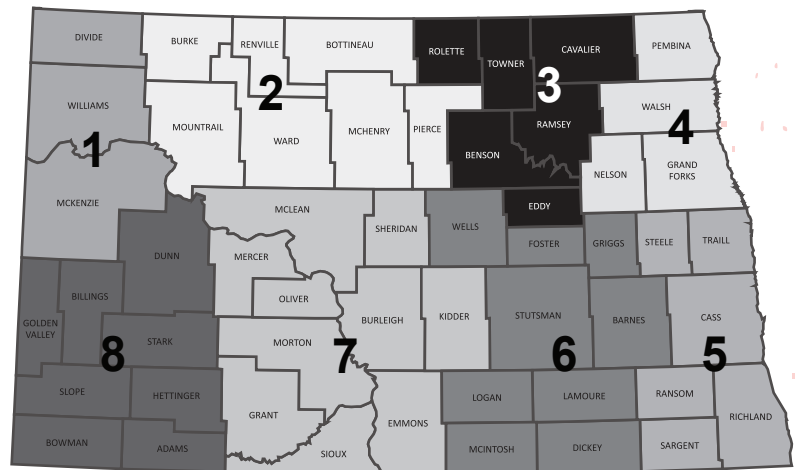 DIVIDE
BURKE
RENVILLE
BOTTINEAU
ROLETTE
TOWNER
CAVALIER
PEMBINA
WILLIAMS
2
3
WALSH
4
MOUNTRAIL
WARD
MCHENRY
PIERCE
BENSON
RAMSEY
NELSON
GRAND
FORKS
1
MCKENZIE
MCLEAN
SHERIDAN
WELLS
EDDY
FOSTER
GRIGGS
STEELE
TRAILL
DUNN
MERCER
OLIVER
BILLINGS
GOLDEN
VALLEY
STARK
8
MORTON
7
BURLEIGH
KIDDER
STUTSMAN
6
BARNES
CASS
5
SLOPE
HETTINGER
GRANT
EMMONS
LOGAN
LAMOURE
RANSOM
RICHLAND
BOWMAN
ADAMS
SIOUX
MCINTOSH
DICKEY
SARGENT